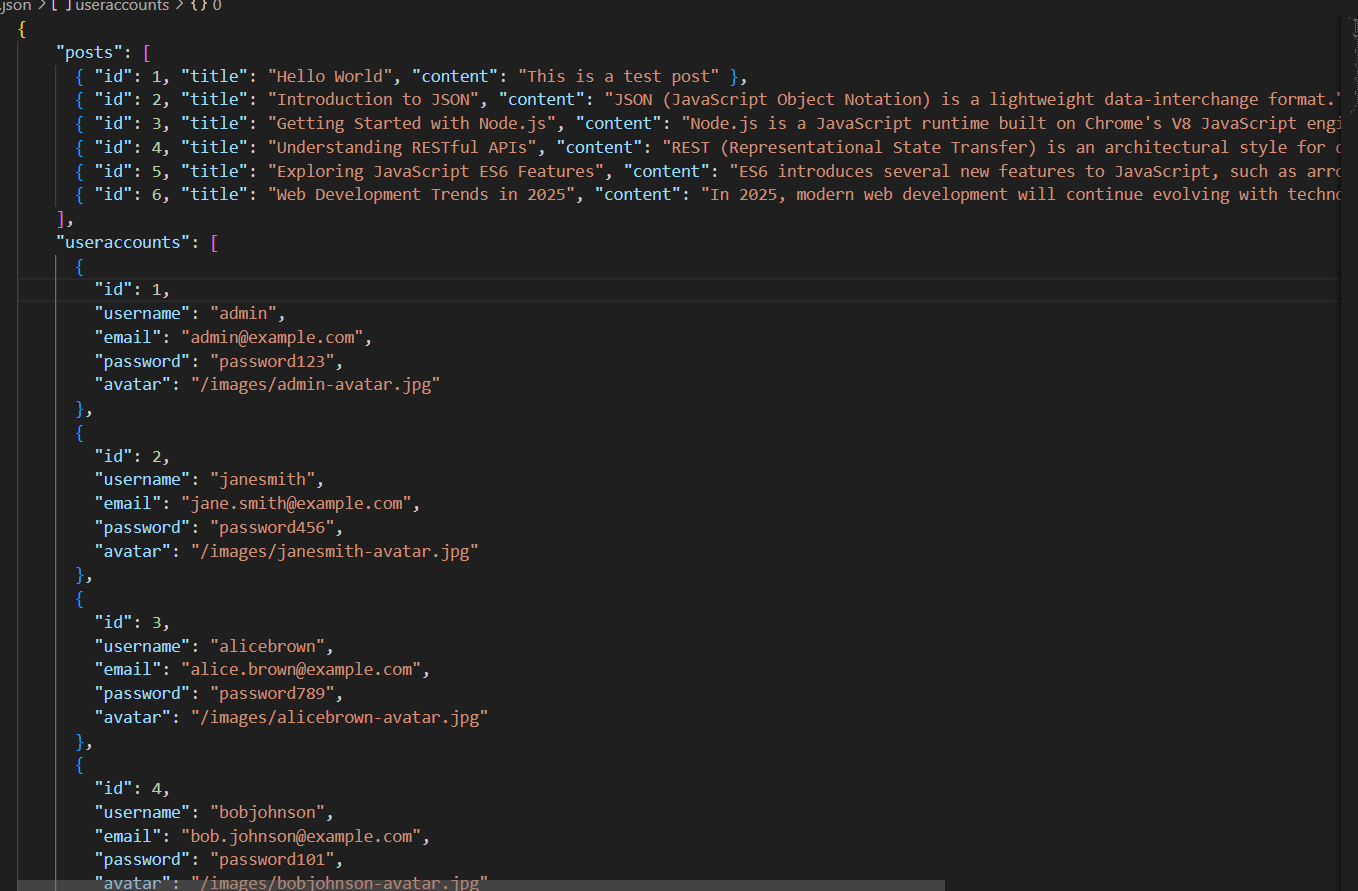 .json > [ ] useraccounts > { } 0
{
"posts": [
{ "id": 1, "title": "Hello World", "content": "This is a test post" },
{ "id": 2, "title": "Introduction to JSON", "content": "JSON (JavaScript Object Notation) is a lightweight data-interchange format."
{ "id": 3, "title": "Getting Started with Node.js", "content": "Node.js is a JavaScript runtime built on Chrome's V8 JavaScript engi
{ "id": 4, "title": "Understanding RESTful APIs", "content": "REST (Representational State Transfer) is an architectural style for
{ "id": 5, "title": "Exploring JavaScript ES6 Features", "content": "ES6 introduces several new features to JavaScript, such as arro
{ "id": 6, "title": "Web Development Trends in 2025", "content": "In 2025, modern web development will continue evolving with techno
],
"useraccounts": [
{
"id": 1,
"username": "admin",
"email": "admin@example.com",
"password": "password123",
"avatar": "/images/admin-avatar.jpg"
},
{
"id": 2,
"username": "janesmith",
"email": "jane.smith@example.com",
"password": "password456",
"avatar": "/images/janesmith-avatar.jpg"
},
{
"id": 3,
"username": "alicebrown",
"email": "alice.brown@example.com",
"password": "password789",
"avatar": "/images/alicebrown-avatar.jpg"
},
{
"id": 4,
"username": "bobjohnson",
"email": "bob.johnson@example.com",
"password": "password101",
"avatar": "/images/bobjohnson-avatar.jpg"